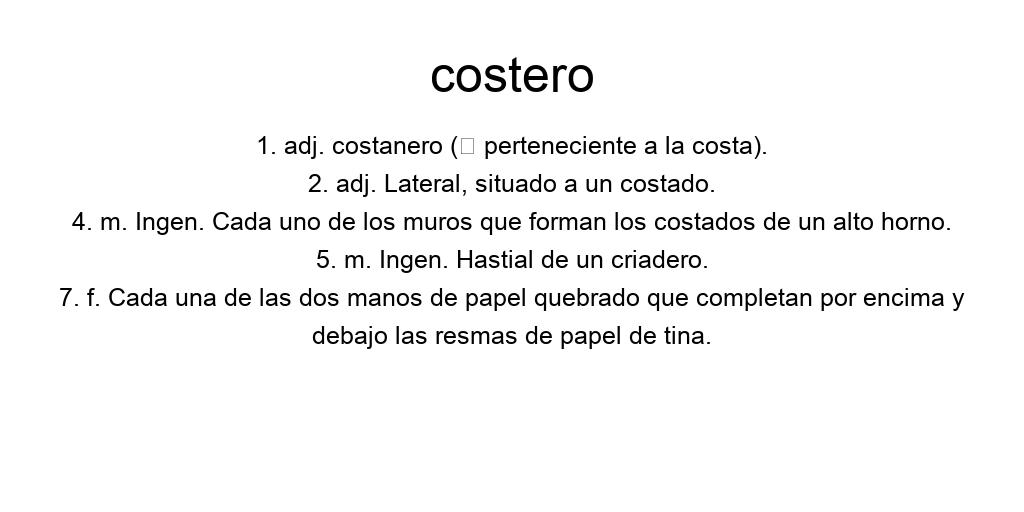 costero
1. adj. costanero (□ perteneciente a la costa).
2. adj. Lateral, situado a un costado.
4. m. Ingen. Cada uno de los muros que forman los costados de un alto horno.
5. m. Ingen. Hastial de un criadero.
7. f. Cada una de las dos manos de papel quebrado que completan por encima y
debajo las resmas de papel de tina.